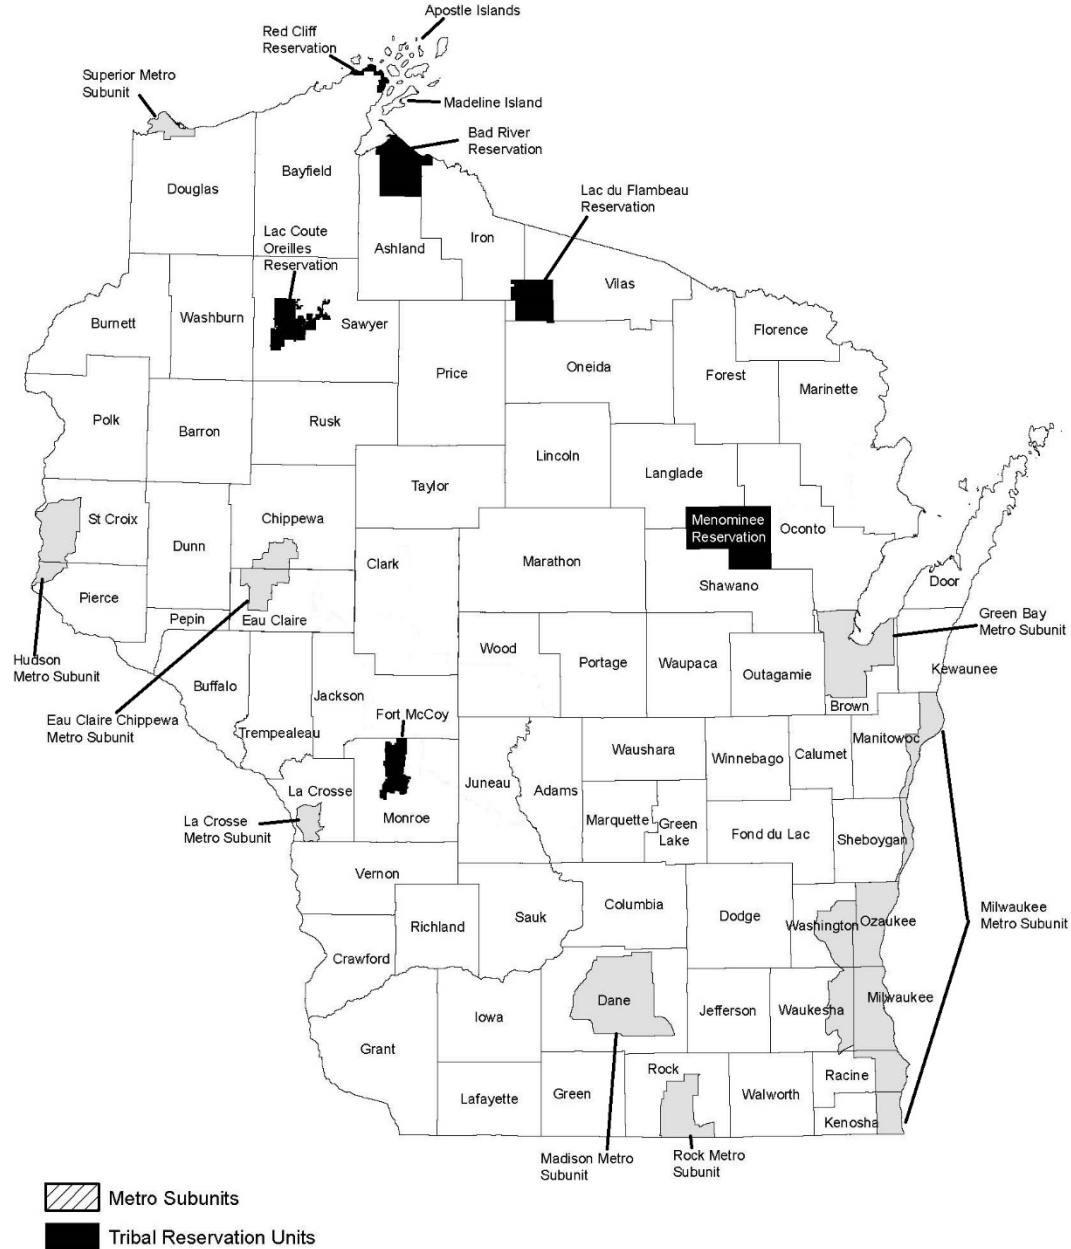 Apostle Islands
Red Cliff
Reservation
Superior Metro
Subunit
Madeline Island
Bad River
Reservation
Bayfield
Douglas
Lac du Flambeau
Reservation
Lac Coute
Oreilles
Reservation
Ashland
Iron
Vilas
Burnett
Washburn
Sawyer
Florence
Price
Oneida
Forest
Marinette
Polk
Barron
Rusk
Lincoln
Langlade
Taylor
St Croix
Chippewa
Menominee
Reservation
Oconto
Dunn
Clark
Marathon
Shawano
Door
Pierce
Pepin
Eau Claire
Green Bay
Metro Subunit
Hudson
Metro Subunit
Wood
Portage
Waupaca
Outagamie
Kewaunee
Buffalo
Jackson
Brown
Eau Claire Chippewa
Metro Subunit
Trempealeau
Fort McCoy
Manitowoc
Waushara
Winnebago
Calumet
Juneau
Adams
La Crosse
La Crosse
Metro Subunit
Monroe
Marquette
Green
Lake
Fond du Lac
Sheboygan
Vernon
Columbia
Dodge
Milwaukee
Metro Subunit
Richland
Sauk
Washington
Ozaukee
Crawford
Dane
Jefferson
Waukesha
Milwaukee
Iowa
Grant
Rock
Racine
Lafayette
Green
Walworth
Kenosha
Madison Metro
Subunit
Rock Metro
Subunit
Metro Subunits
Tribal Reservation Units